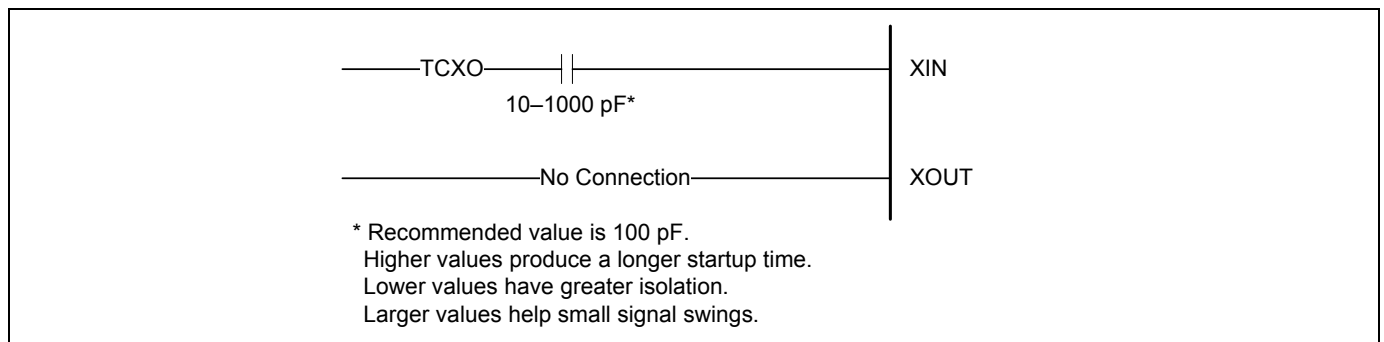 TCXO XIN
10–1000 pF*
No Connection XOUT
* Recommended value is 100 pF.
Higher values produce a longer startup time.
Lower values have greater isolation.
Larger values help small signal swings.